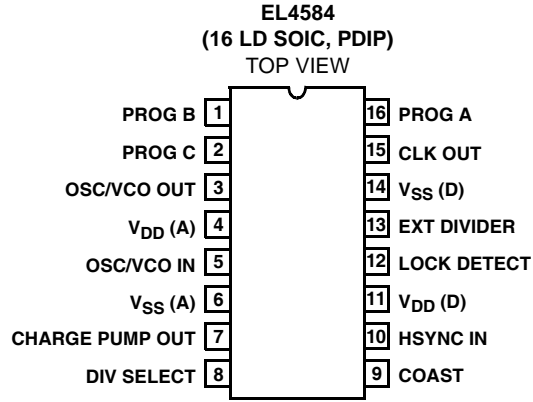 EL4584
(16 LD SOIC, PDIP)
TOP VIEW
PROG B 1 16 PROG A
PROG C 2 15 CLK OUT
OSC/VCO OUT 3 14 VSS (D)
VDD (A) 4 13 EXT DIVIDER
OSC/VCO IN 5 12 LOCK DETECT
VSS (A) 6 11 VDD (D)
CHARGE PUMP OUT 7 10 HSYNC IN
DIV SELECT 8 9 COAST